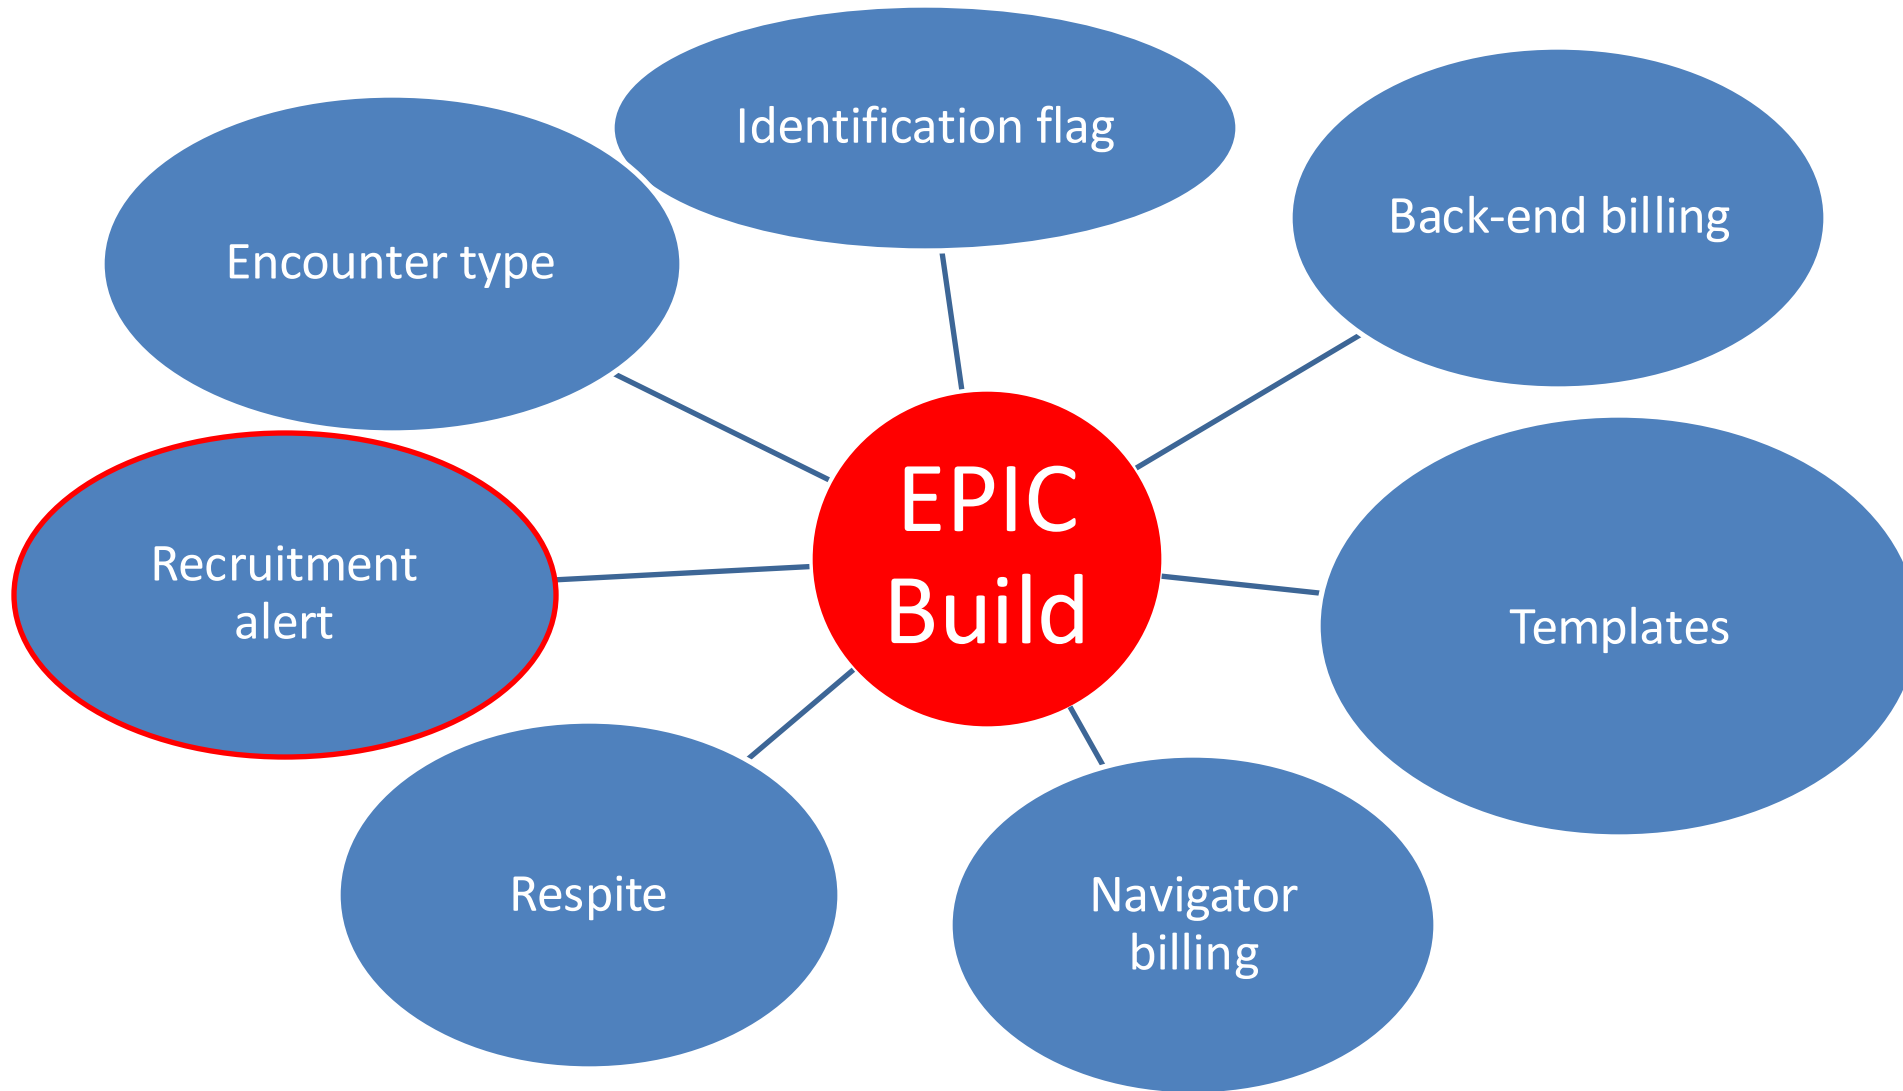 Identification flag
Back-end billing
Encounter type
EPIC
Build
Recruitment
alert
Templates
Respite
Navigator
billing